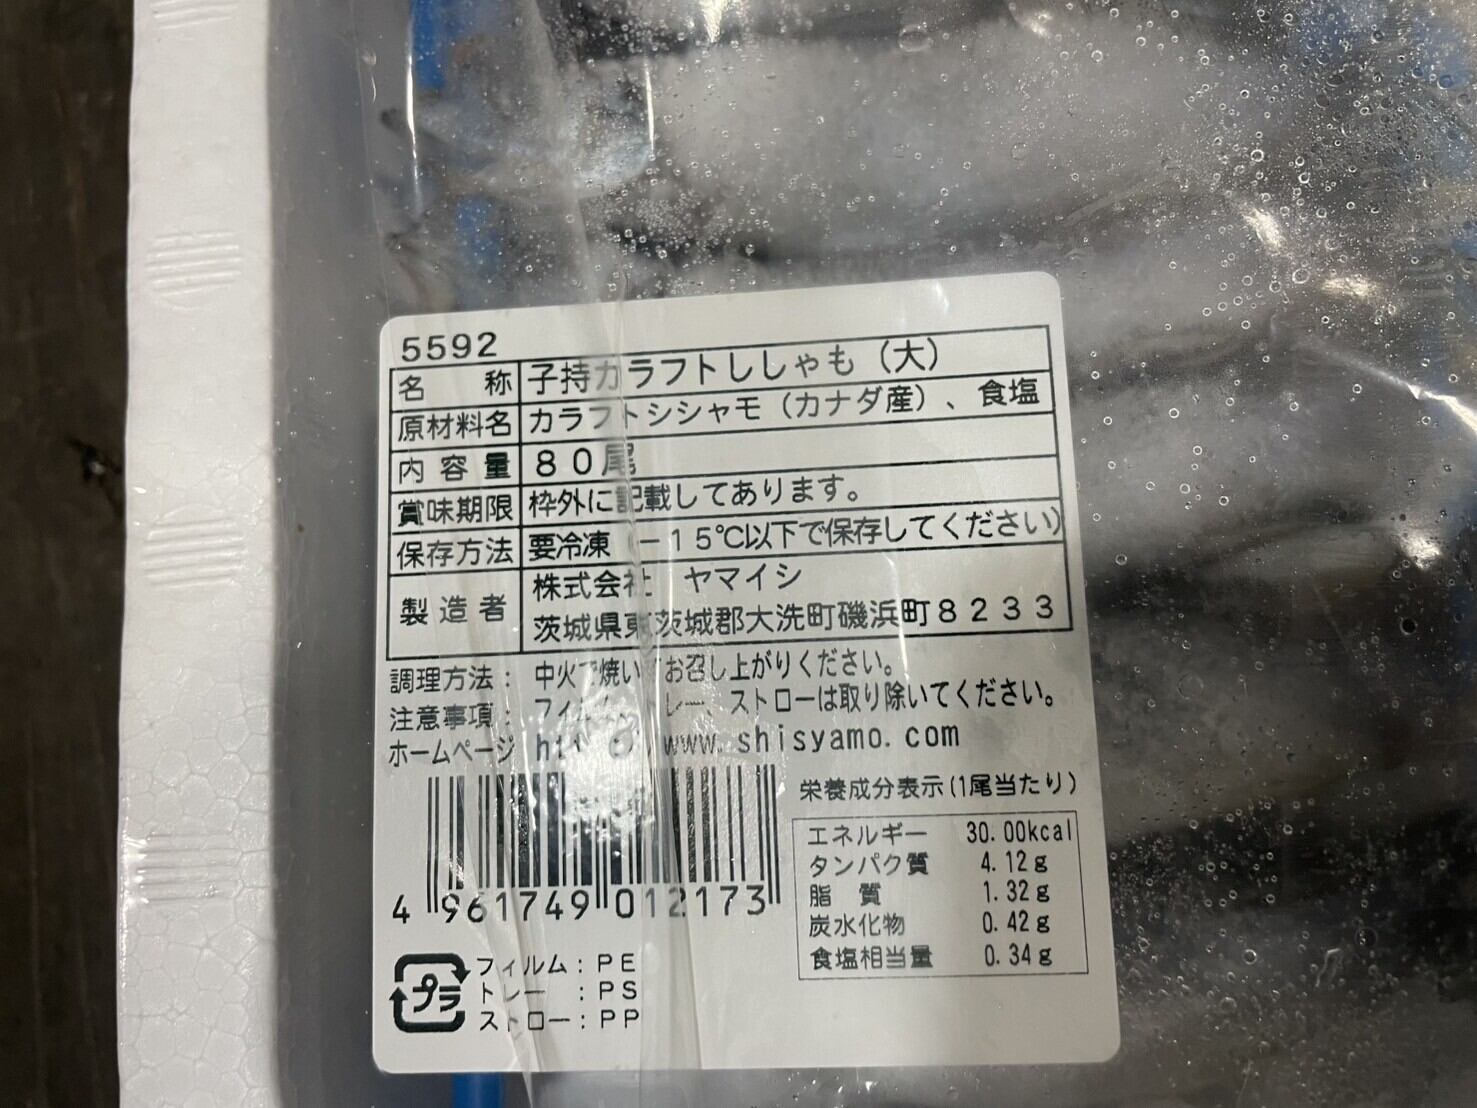 5592
名称 子持カラフトししゃも（大）
原材料名 カラフトシシャモ（カナダ産）、食塩
内容量 80尾
賞味期限 枠外に記載してあります。
保存方法 要冷凍（－15℃以下で保存してください）
製造者 株式会社 ヤマイシ
茨城県東茨城郡大洗町磯浜町8233
調理方法： 中火で焼いてお召し上がりください。
注意事項： ストローは取り除いてください。
ホームページ www.shisyamo.com
4 961749 012173
栄養成分表示（1尾当たり）
エネルギー 30.00kcal
タンパク質 4.12g
脂質 1.32g
炭水化物 0.42g
食塩相当量 0.34g
プラ
フィルム：PE
トレー：PS
ストロー：PP